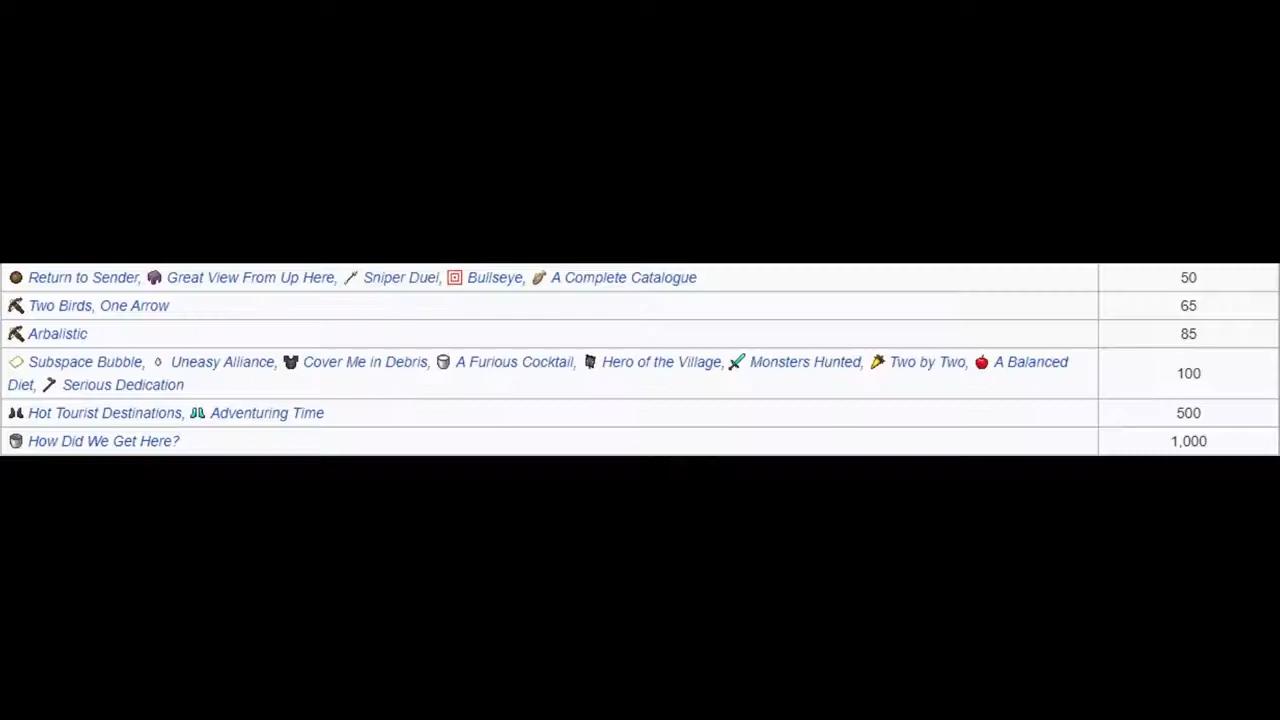 Return to Sender, Great View From Up Here, Sniper Duel, Bullseye, A Complete Catalogue 50
Two Birds, One Arrow 65
Arbalistic 85
Subspace Bubble, Uneasy Alliance, Cover Me in Debris, A Furious Cocktail, Hero of the Village, Monsters Hunted, Two by Two, A Balanced
Diet, Serious Dedication 100
Hot Tourist Destinations, Adventuring Time 500
How Did We Get Here? 1,000